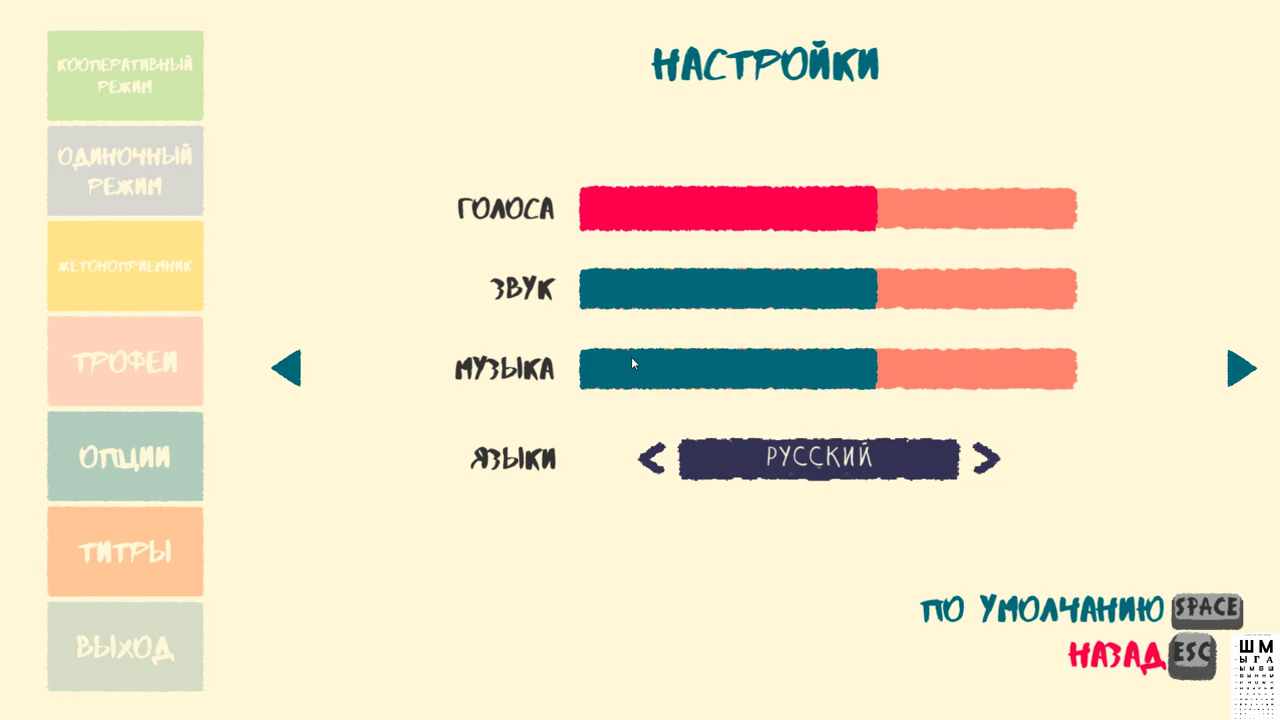 КООПЕРАТИВНЫЙ
РЕЖИМ
ОДИНОЧНЫЙ
РЕЖИМ
ЖЕТОНОПРИЕМНИК
ТРОФЕИ
ОПЦИИ
ТИТРЫ
ВЫХОД
НАСТРОЙКИ
ГОЛОСА
ЗВУК
МУЗЫКА
ЯЗЫКИ < РУССКИЙ >
ПО УМОЛЧАНИЮ SPACE
НАЗАД ESC
Ш М
Ы Г А